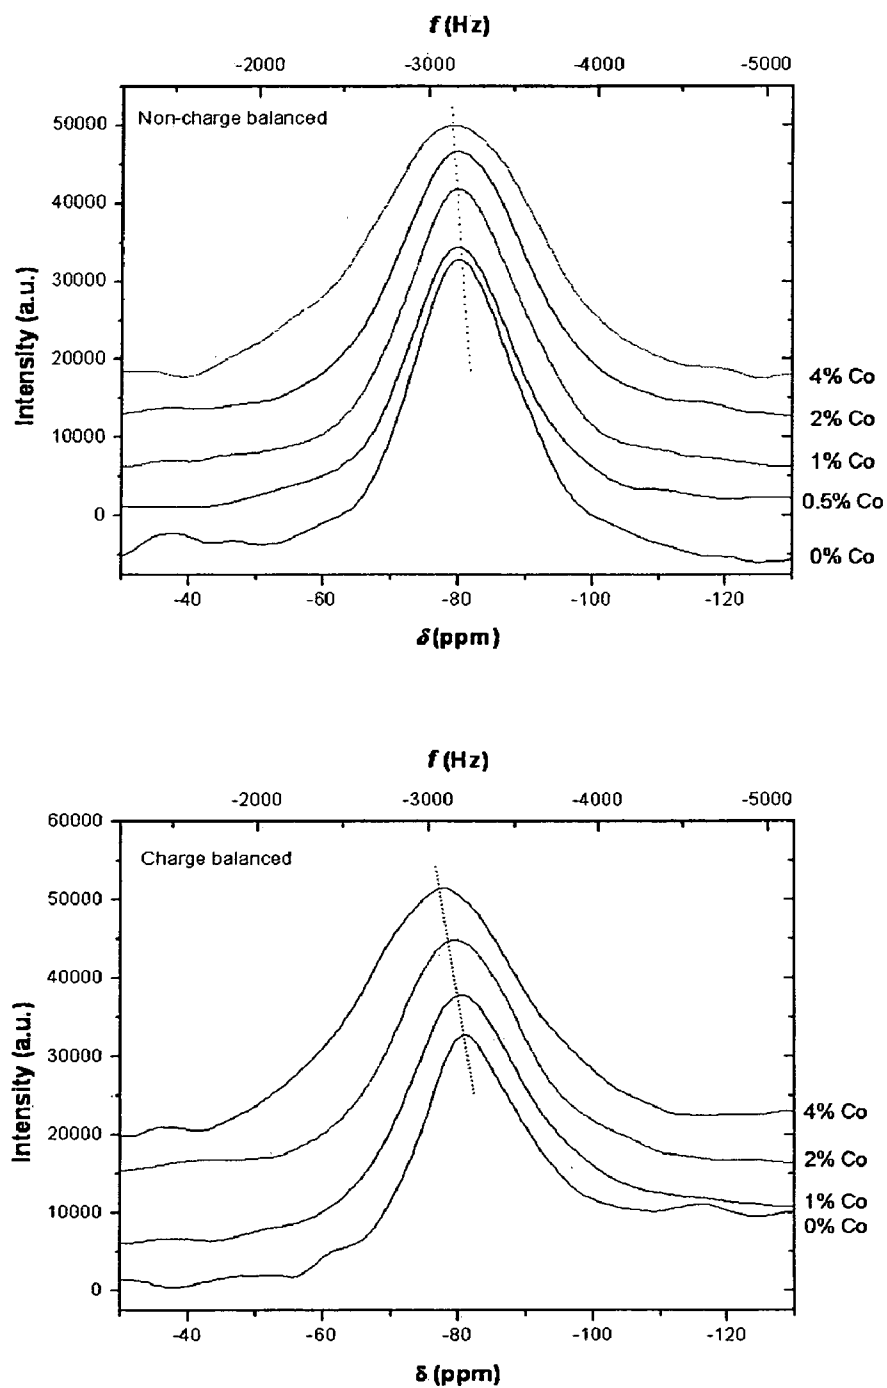 f (Hz)
-2000 -3000 -4000 -5000
Non-charge balanced
50000
40000
30000
20000
10000
0
Intensity (a.u.)
4% Co
2% Co
1% Co
0.5% Co
0% Co
-40 -60 -80 -100 -120
δ (ppm)
f (Hz)
-2000 -3000 -4000 -5000
Charge balanced
60000
50000
40000
30000
20000
10000
0
Intensity (a.u.)
4% Co
2% Co
1% Co
0% Co
-40 -60 -80 -100 -120
δ (ppm)